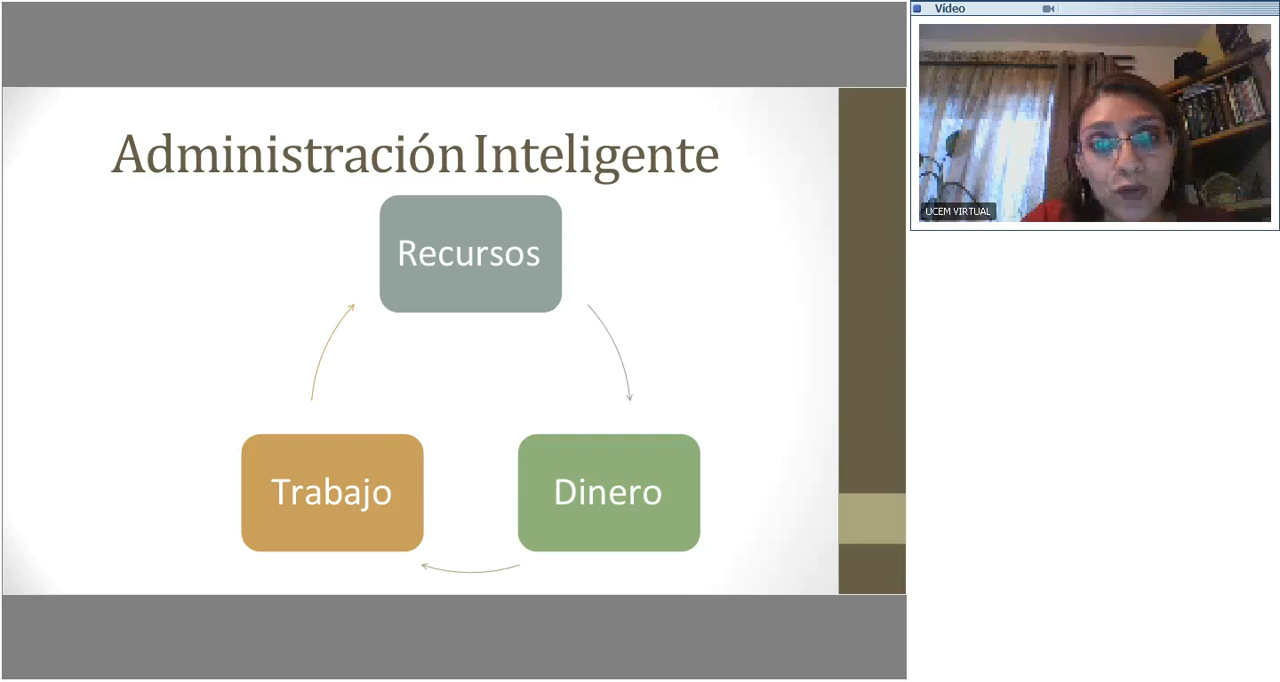 Administración Inteligente
Recursos
Trabajo
Dinero
Vídeo
UCEM VIRTUAL